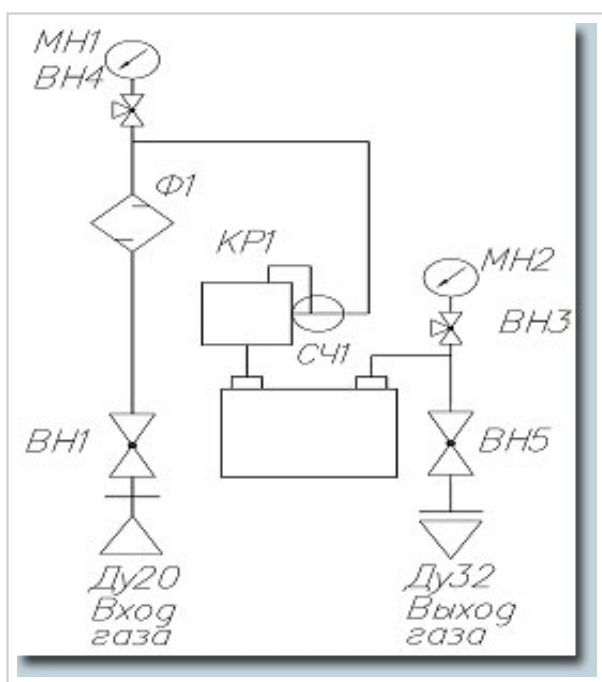 МН1
ВН4
Ф1
КР1
МН2
ВН3
СЧ1
ВН1
ВН5
Ду20
Вход
газа
Ду32
Выход
газа